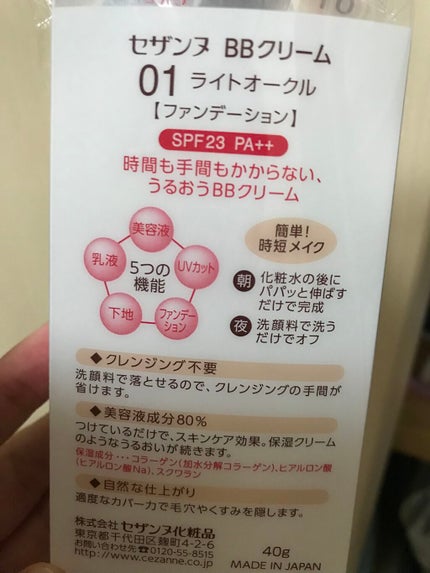 セザンヌ BBクリーム
01 ライトオークル
【ファンデーション】
SPF23 PA++
時間も手間もかからない、
うるおうBBクリーム
美容液
乳液
UVカット
5つの
機能
下地
ファンデー
ション
簡単!
時短メイク
朝 化粧水の後に
パパッと伸ばす
だけで完成
夜 洗顔料で洗う
だけでオフ
◆クレンジング不要
洗顔料で落とせるので、クレンジングの手間が
省けます。
◆美容液成分80%
つけているだけで、スキンケア効果。保湿クリーム
のようなうるおいが続きます。
保湿成分・・・コラーゲン(加水分解コラーゲン)、ヒアルロン酸
(ヒアルロン酸Na)、スクワラン
◆自然な仕上がり
適度なカバー力で毛穴やくすみを隠します。
株式会社 セザンヌ化粧品
東京都千代田区麹町4-2-6
お問い合わせ先☎0120-55-8515
http://www.cezanne.co.jp
40g
MADE IN JAPAN